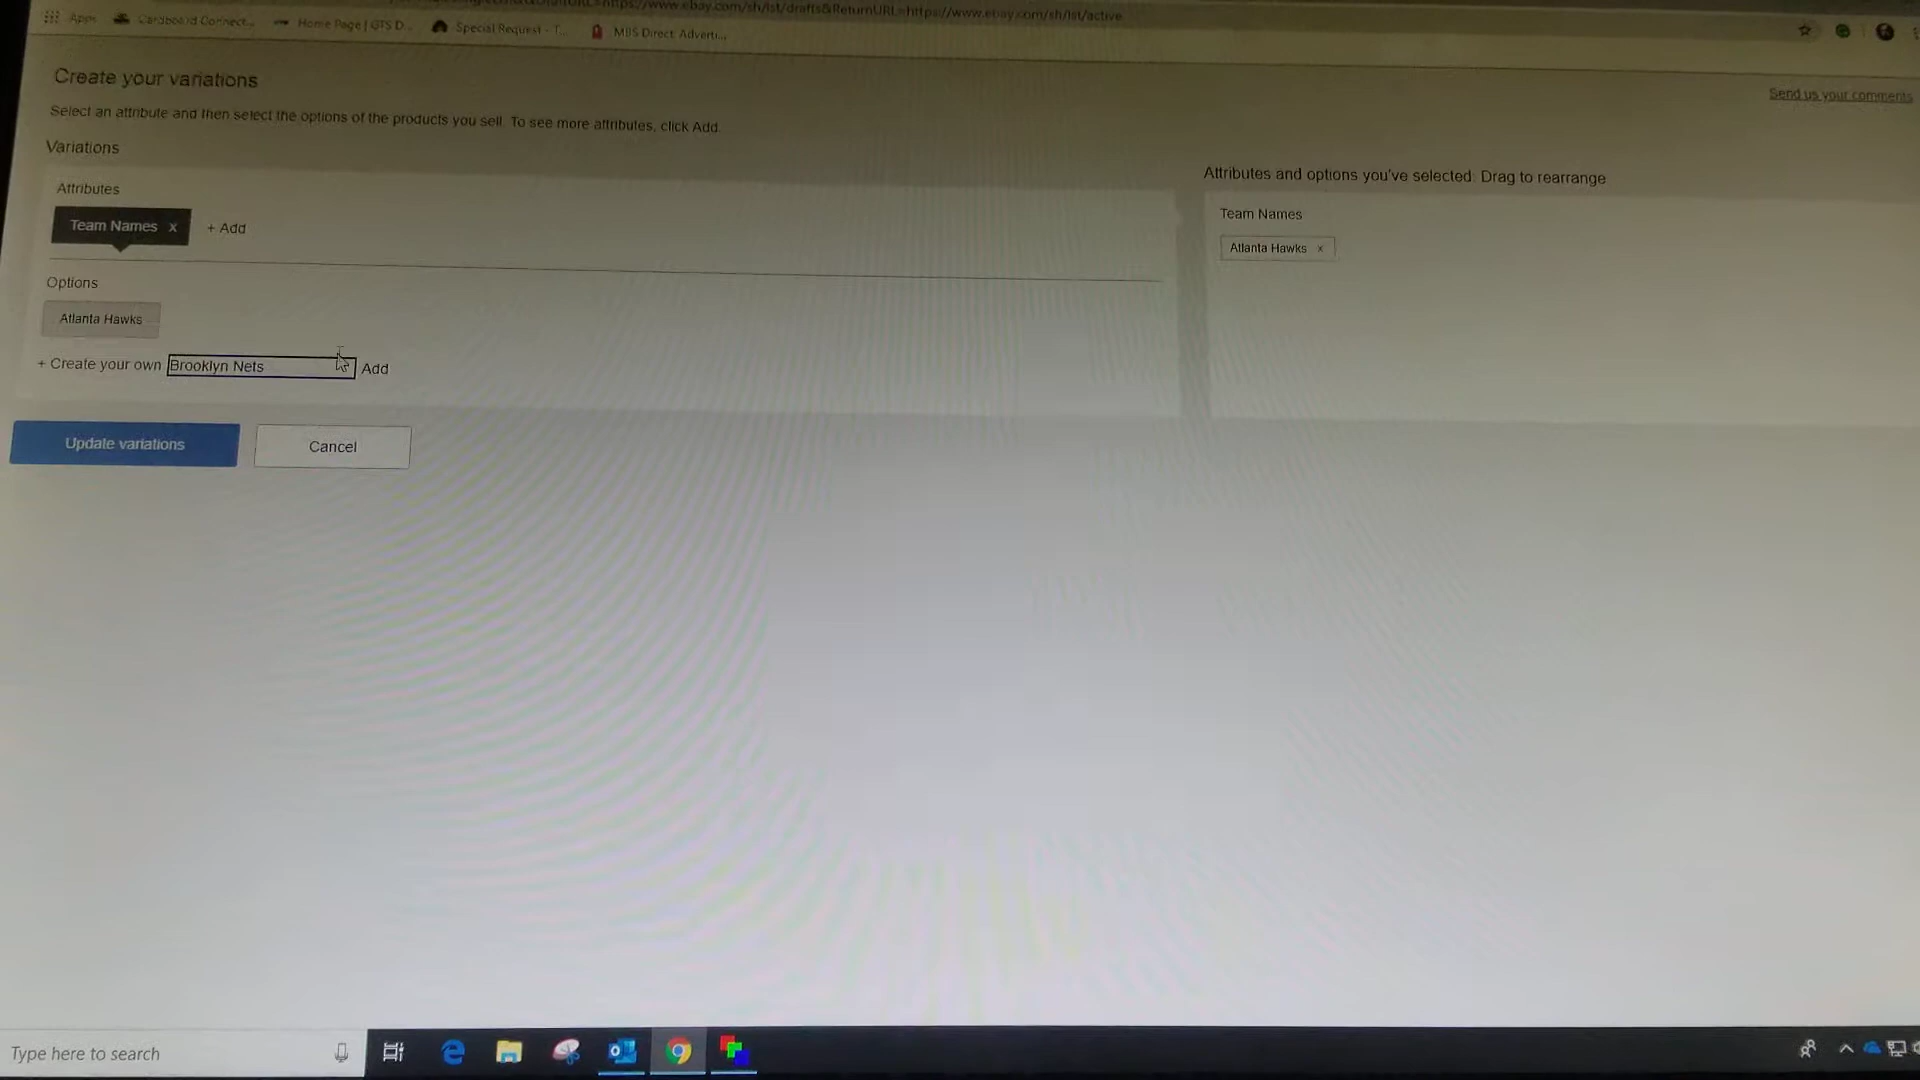 https://www.ebay.com/sh/lst/drafts&ReturnURL=https://www.ebay.com/sh/lst/active
Apps Cardboard Connect... Home Page | GTS D... Special Request - T... MJS Direct: Adverti...
Create your variations
Send us your comments
Select an attribute and then select the options of the products you sell. To see more attributes, click Add.
Variations
Attributes and options you've selected. Drag to rearrange
Attributes
Team Names x + Add
Team Names
Atlanta Hawks x
Options
Atlanta Hawks
+ Create your own Brooklyn Nets Add
Update variations Cancel
Type here to search